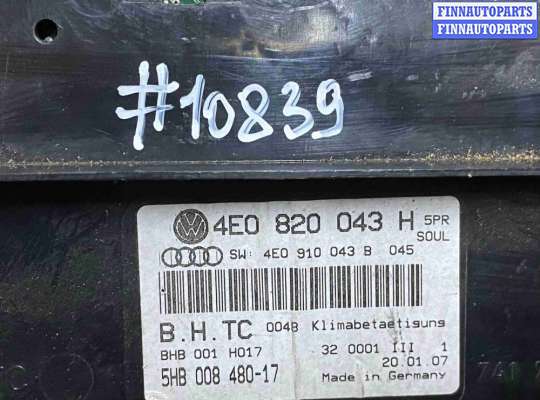 FINNAUTOPARTS
FINNAUTOPARTS
#10839
4E0 820 043 H 5PR
SOUL
SW: 4E0 910 043 B 045
B.H.TC 0048 Klimabetaetisung
BHB 001 H017 32 0001 III 1
5HB 008 480-17 20.01.07
Made in Germany